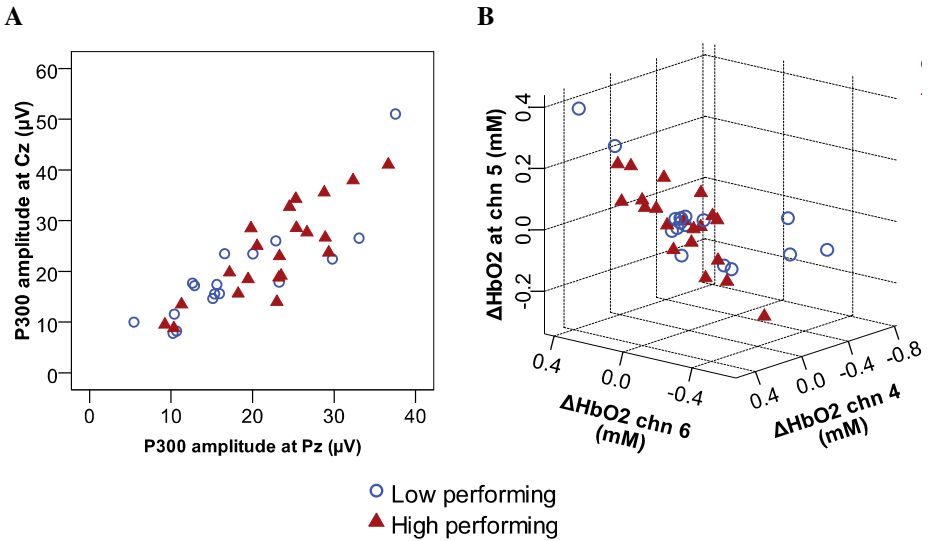 A
B
60
50
40
30
20
10
0
P300 amplitude at Cz (μV)
0 10 20 30 40
P300 amplitude at Pz (μV)
0.4
0.2
0.0
-0.2
ΔHbO2 at chn 5 (mM)
0.4 0.0 -0.4
ΔHbO2 chn 6
(mM)
0.4 0.0 -0.4 -0.8
ΔHbO2 chn 4
(mM)
Low performing
High performing